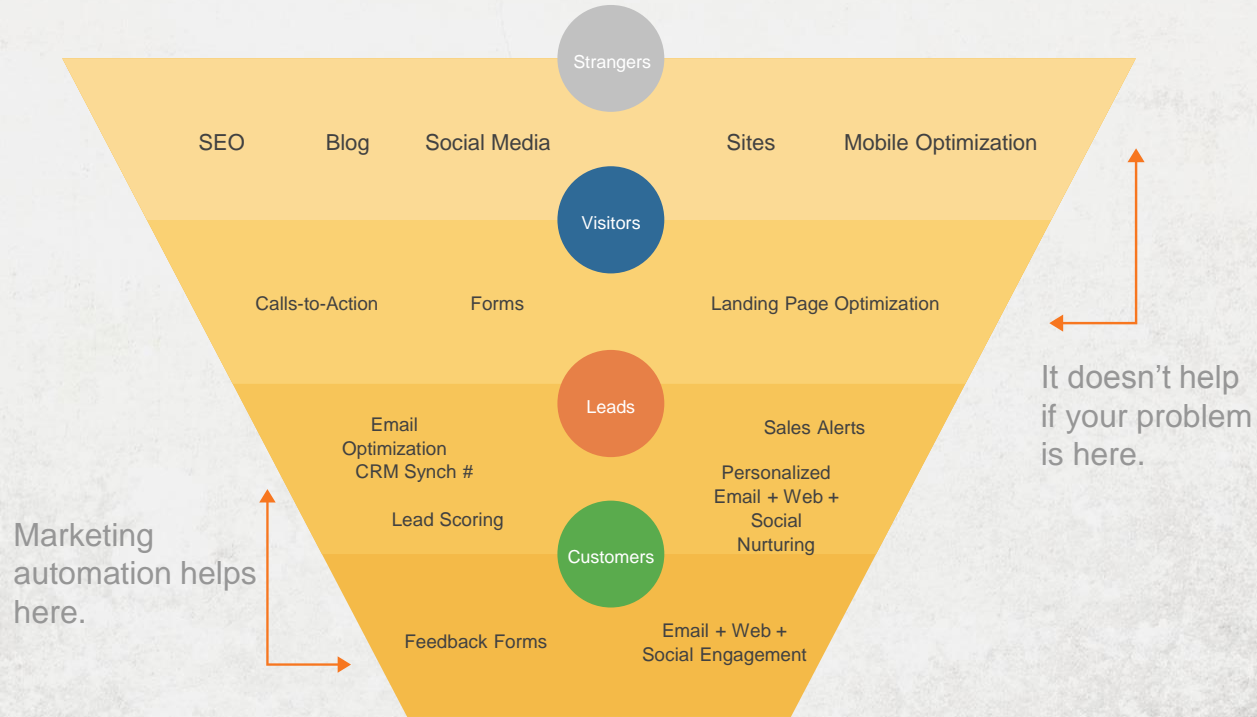 Strangers
SEO Blog Social Media Sites Mobile Optimization
Visitors
Calls-to-Action Forms Landing Page Optimization
It doesn’t help
if your problem
is here.
Leads
Email
Optimization
CRM Synch #
Lead Scoring
Sales Alerts
Personalized
Email + Web +
Social
Nurturing
Marketing
automation helps
here.
Customers
Feedback Forms
Email + Web +
Social Engagement